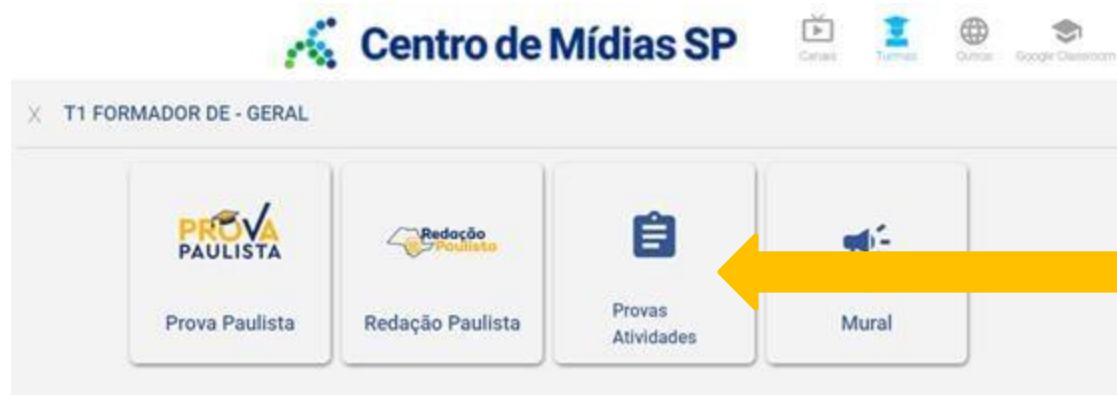 Centro de Mídias SP
Canais
Turmas
Outros
Google Classroom
X T1 FORMADOR DE - GERAL
PROVA
PAULISTA
Redação
Paulista
Prova Paulista
Redação Paulista
Provas
Atividades
Mural